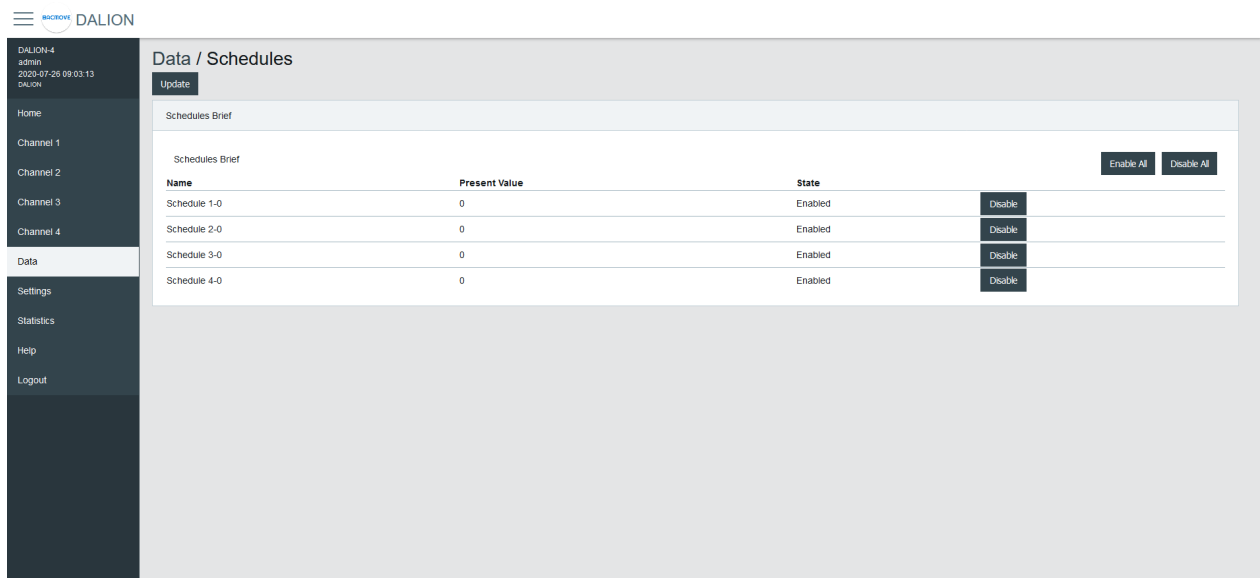 BACMOVE DALION
DALION-4
admin
2020-07-26 09:03:13
DALION
Home
Channel 1
Channel 2
Channel 3
Channel 4
Data
Settings
Statistics
Help
Logout
Data / Schedules
Update
Schedules Brief
Schedules Brief
Enable All Disable All
Name Present Value State
Schedule 1-0 0 Enabled Disable
Schedule 2-0 0 Enabled Disable
Schedule 3-0 0 Enabled Disable
Schedule 4-0 0 Enabled Disable